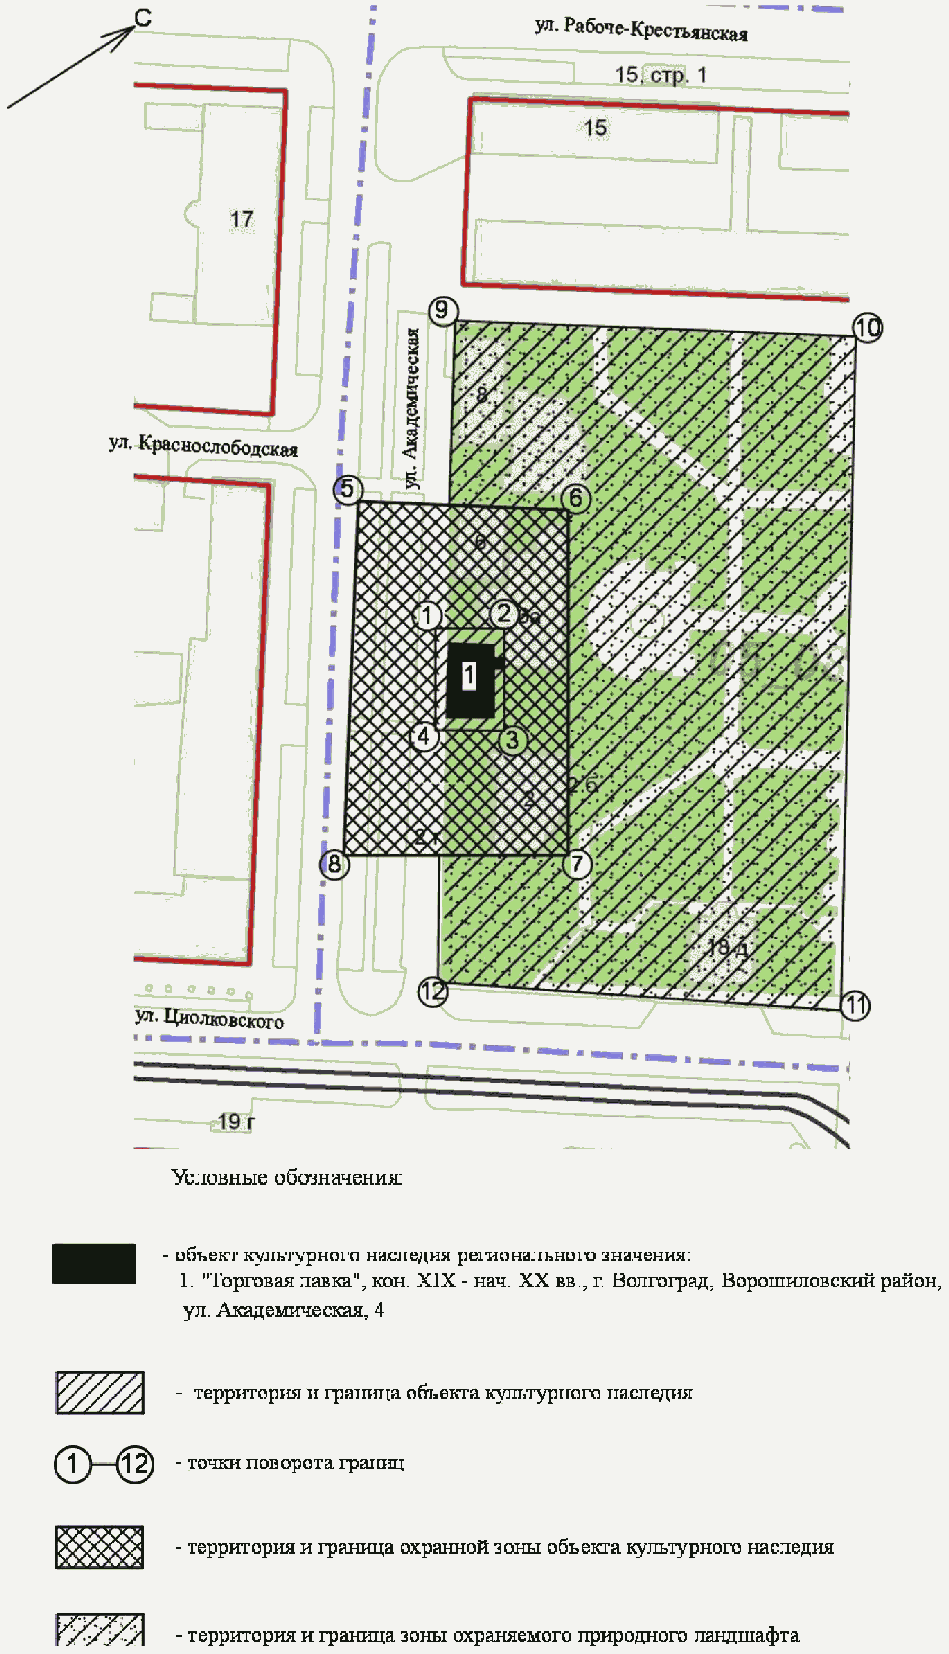 С
ул. Рабоче-Крестьянская
15, стр. 1
15
17
9
10
ул. Академическая
8
ул. Краснослободская
5
6
6
1
2
1
4
3
2 б
2
2 г
8
7
18 д
12
11
ул. Циолковского
19 г
Условные обозначения:
- объект культурного наследия регионального значения:
1. "Торговая лавка", кон. XIX - нач. XX вв., г. Волгоград, Ворошиловский район,
ул. Академическая, 4
- территория и граница объекта культурного наследия
1 12 - точки поворота границ
- территория и граница охранной зоны объекта культурного наследия
- территория и граница зоны охраняемого природного ландшафта